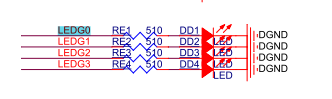 LEDG0 RE1 510 DD1 DGND
LEDG1 RE2 510 DD2 LED DGND
LEDG2 RE3 510 DD3 LED DGND
LEDG3 RE4 510 DD4 LED DGND
LED